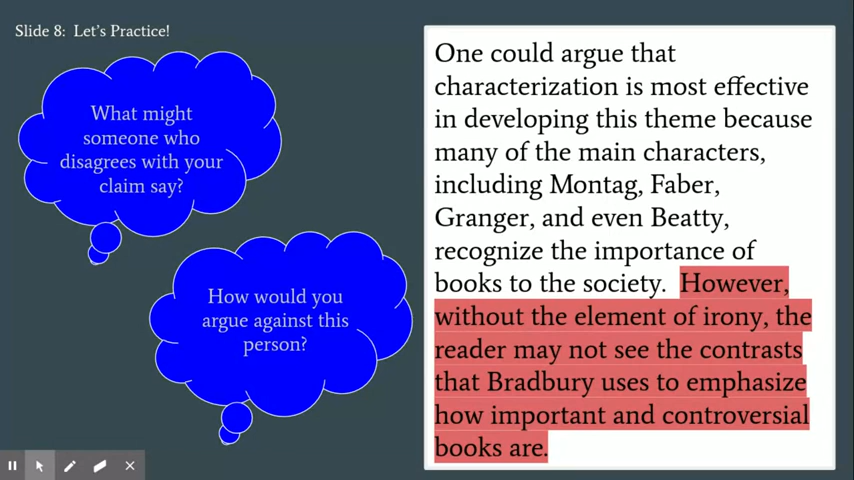 Slide 8: Let's Practice!
What might
someone who
disagrees with your
claim say?
How would you
argue against this
person?
One could argue that
characterization is most effective
in developing this theme because
many of the main characters,
including Montag, Faber,
Granger, and even Beatty,
recognize the importance of
books to the society. However,
without the element of irony, the
reader may not see the contrasts
that Bradbury uses to emphasize
how important and controversial
books are.